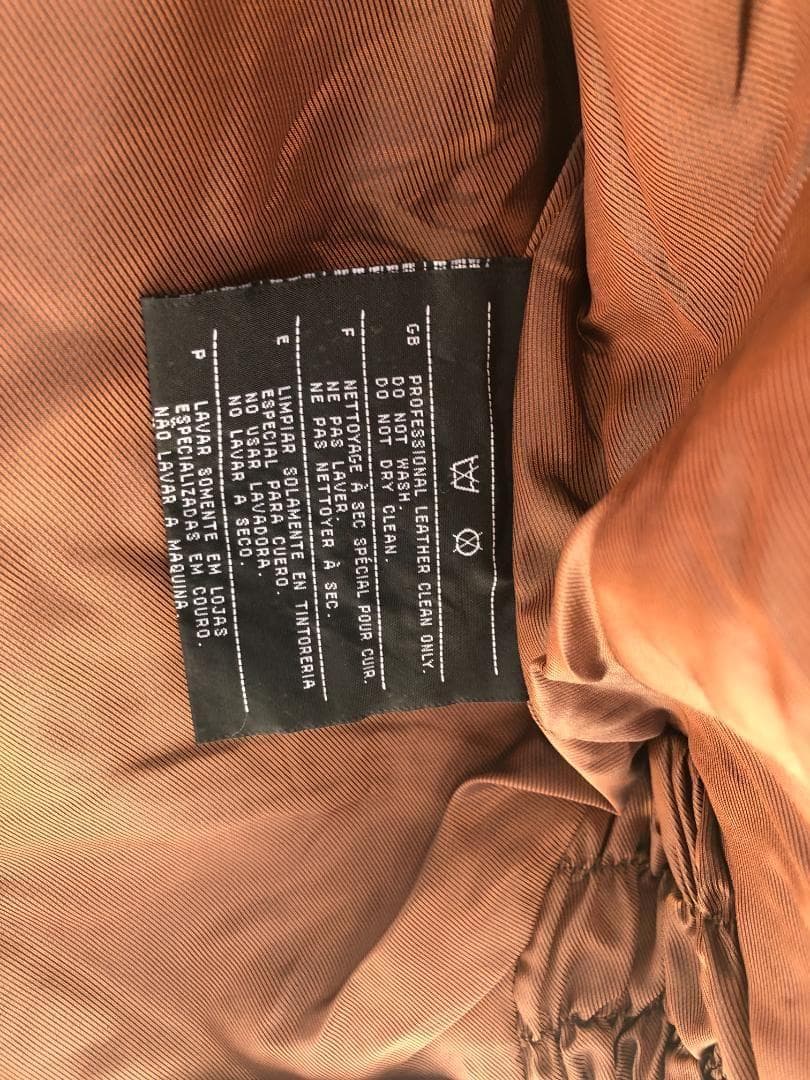 GB PROFESSIONAL LEATHER CLEAN ONLY.
DO NOT WASH.
DO NOT DRY CLEAN.
F NETTOYAGE À SEC SPÉCIAL POUR CUIR.
NE PAS LAVER.
NE PAS NETTOYER À SEC.
E LIMPIAR SOLAMENTE EN TINTORERIA
ESPECIAL PARA CUERO.
NO USAR LAVADORA.
NO LAVAR A SECO.
P LAVAR SOMENTE EM LOJAS
ESPECIALIZADAS EM COURO.
NÃO LAVAR A MAQUINA